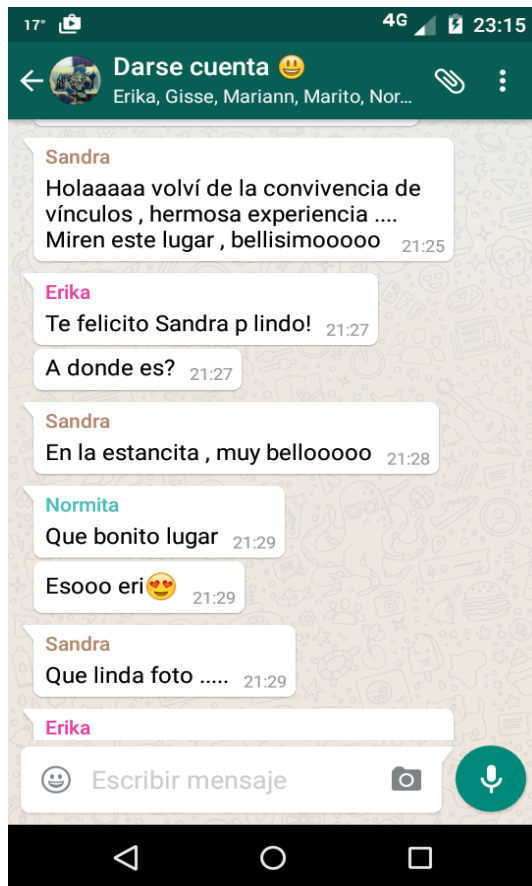 17° 4G 23:15
Darse cuenta 😃
Erika, Gisse, Mariann, Marito, Nor...
Sandra
Holaaaaa volví de la convivencia de
vínculos , hermosa experiencia ....
Miren este lugar , bellisimooooo 21:25
Erika
Te felicito Sandra p lindo! 21:27
A donde es? 21:27
Sandra
En la estancita , muy bellooooo 21:28
Normita
Que bonito lugar 21:29
Esooo eri😍 21:29
Sandra
Que linda foto ..... 21:29
Erika
Escribir mensaje